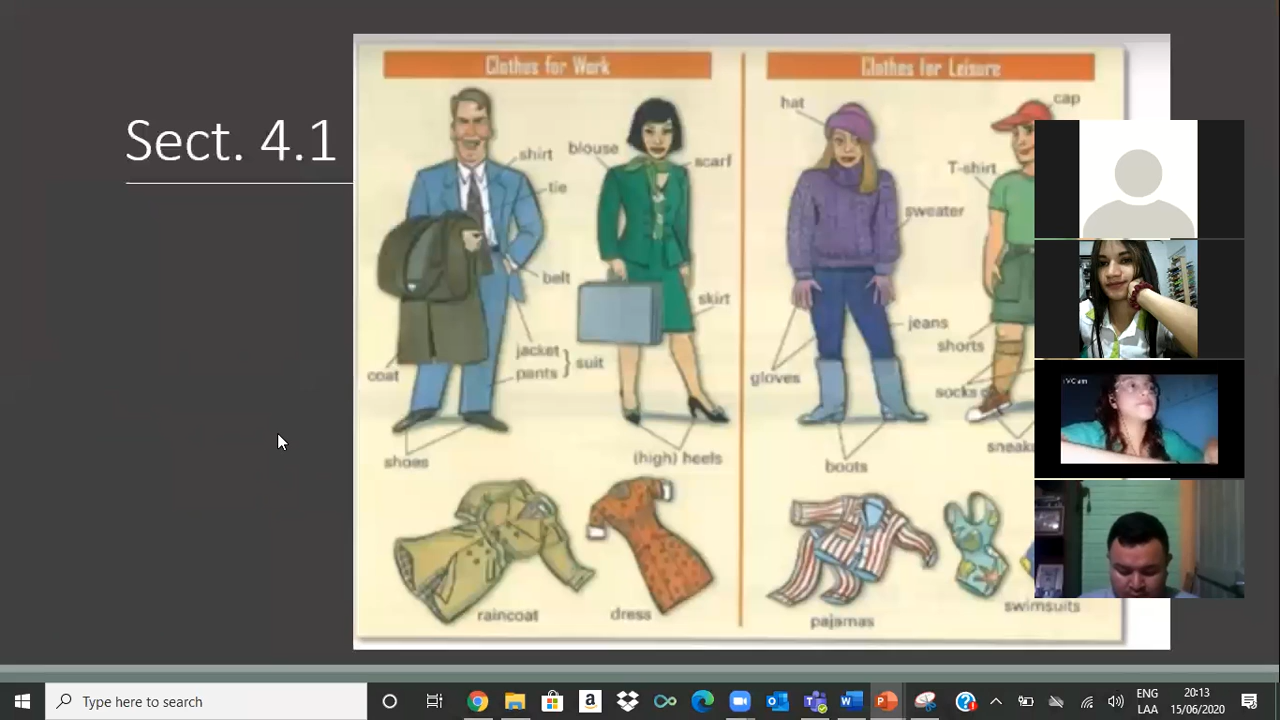 Sect. 4.1
Clothes for Work
shirt
blouse
scarf
tie
belt
skirt
jacket
pants
suit
coat
shoes
(high) heels
raincoat
dress
Clothes for Leisure
hat
cap
T-shirt
sweater
jeans
shorts
gloves
socks
boots
pajamas
swimsuits
iVCam
Type here to search
ENG
LAA
20:13
15/06/2020